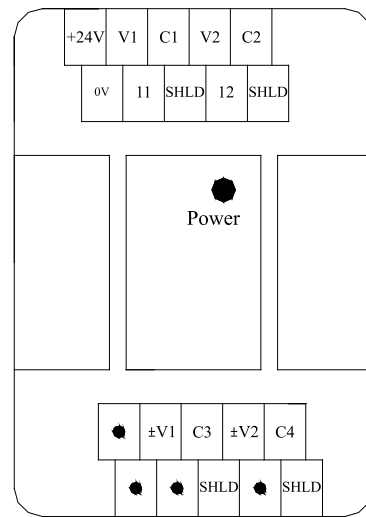 +24V V1 C1 V2 C2
0V 11 SHLD 12 SHLD
Power
±V1 C3 ±V2 C4
SHLD SHLD